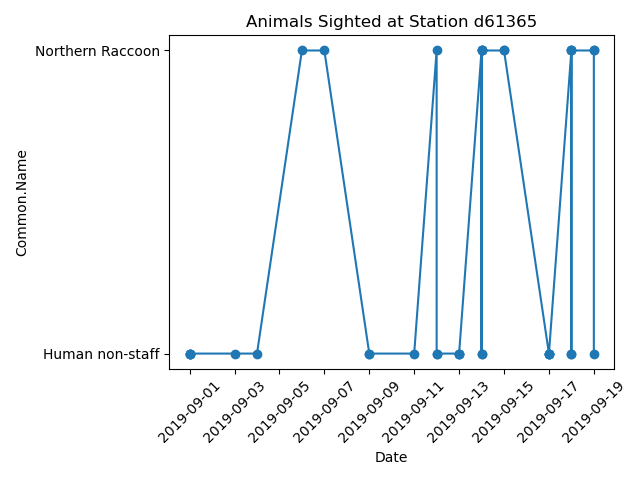 Animals Sighted at Station d61365
Northern Raccoon
Common.Name
Human non-staff
2019-09-01
2019-09-03
2019-09-05
2019-09-07
2019-09-09
2019-09-11
2019-09-13
2019-09-15
2019-09-17
2019-09-19
Date